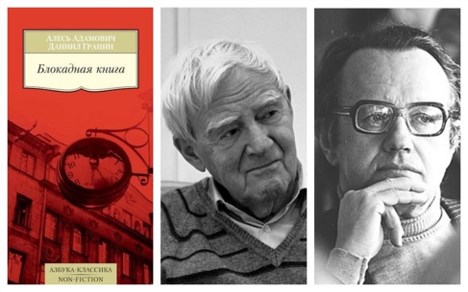 Алесь Адамович
Даниил Гранин
Блокадная книга
АЗБУКА-КЛАССИКА
NON-FICTION